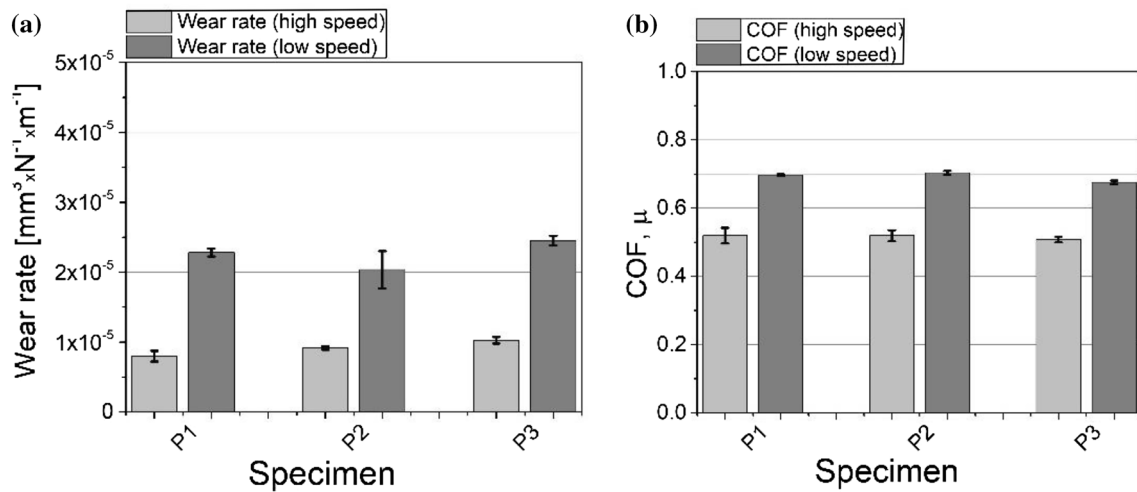 (a)
Wear rate (high speed)
Wear rate (low speed)
5x10⁻⁵
4x10⁻⁵
3x10⁻⁵
2x10⁻⁵
1x10⁻⁵
0
Wear rate [mm³xN⁻¹xm⁻¹]
P1
P2
P3
Specimen
(b)
COF (high speed)
COF (low speed)
1.0
0.8
0.6
0.4
0.2
0.0
COF, μ
P1
P2
P3
Specimen